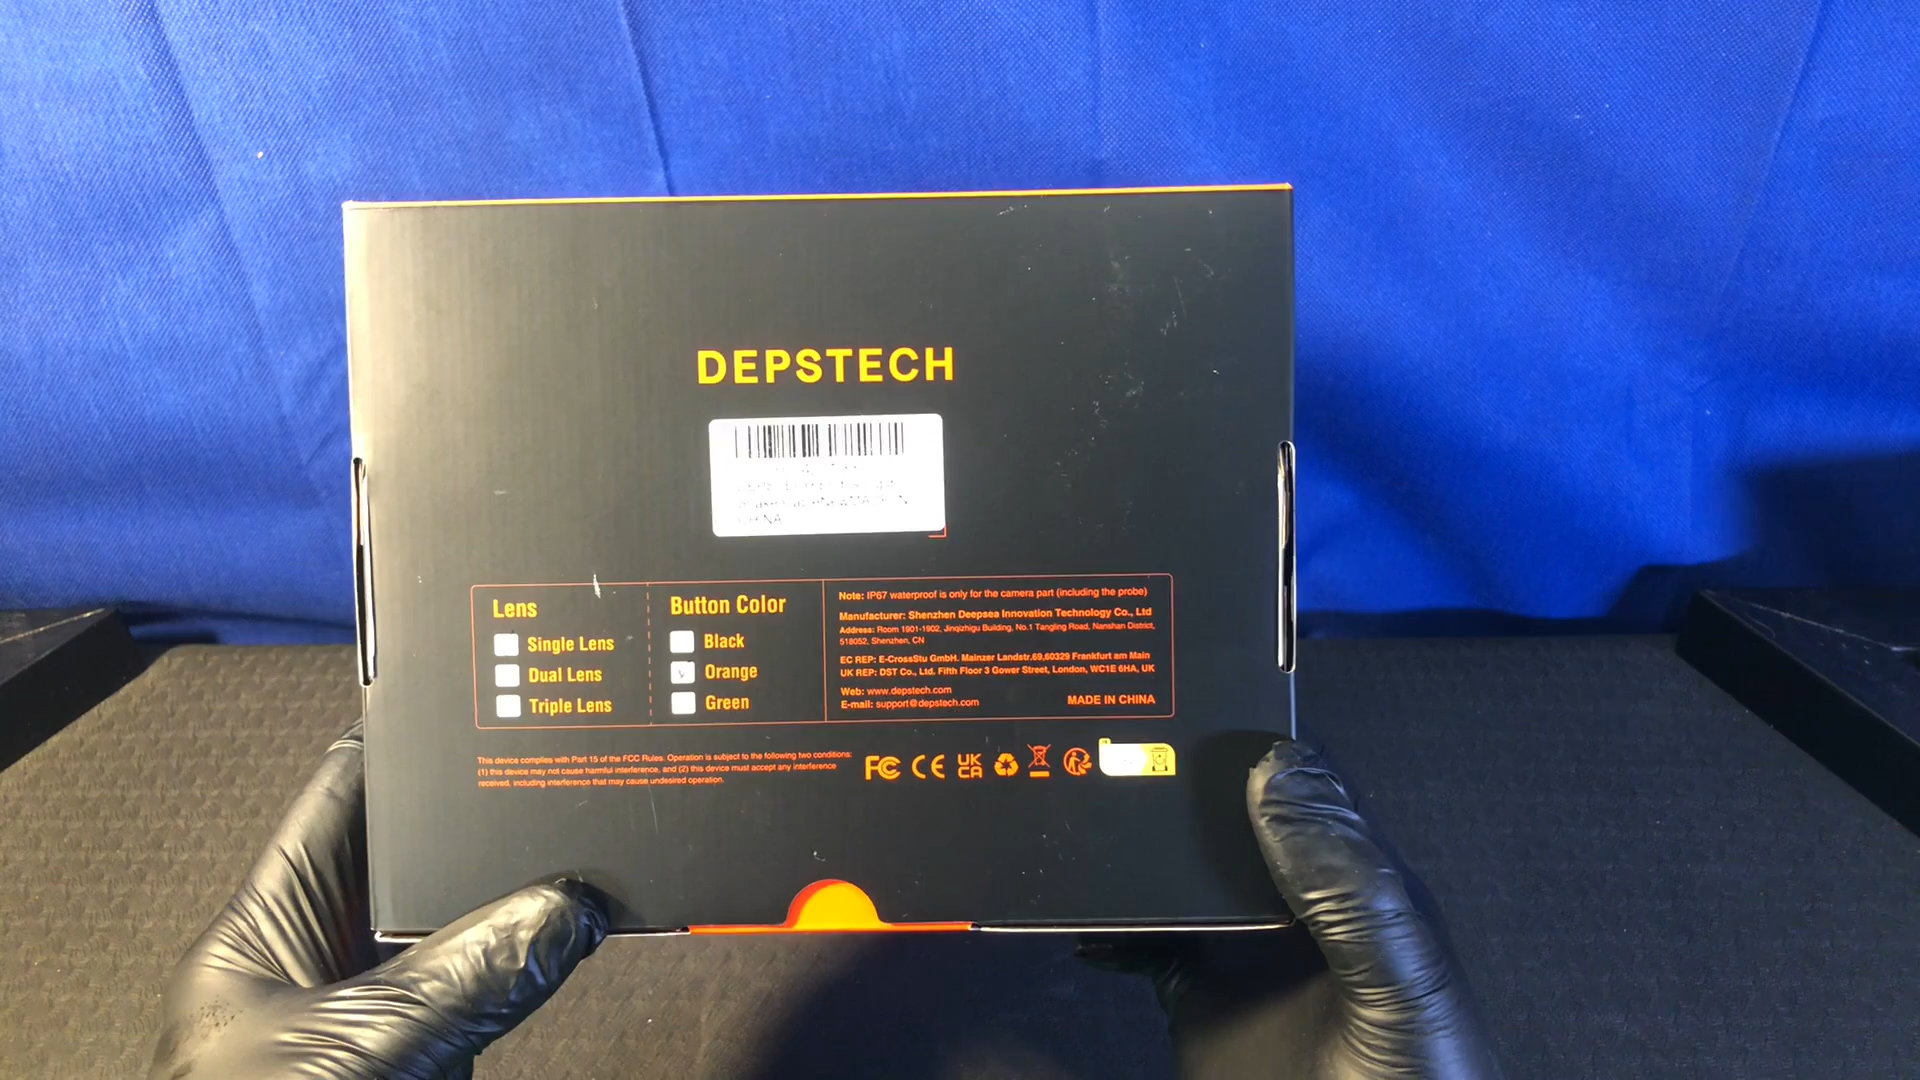 DEPSTECH
CHINA
Lens
Single Lens
Dual Lens
Triple Lens
Button Color
Black
Orange
Green
Note: IP67 waterproof is only for the camera part (including the probe)
Manufacturer: Shenzhen Deepsea Innovation Technology Co., Ltd
Address: Room 1901-1902, Jinqizhigu Building, No.1 Tangling Road, Nanshan District,
518052, Shenzhen, CN
EC REP: E-CrossStu GmbH. Mainzer Landstr.69,60329 Frankfurt am Main
UK REP: DST Co., Ltd. Fifth Floor 3 Gower Street, London, WC1E 6HA, UK
Web: www.depstech.com
E-mail: support@depstech.com
MADE IN CHINA
This device complies with Part 15 of the FCC Rules. Operation is subject to the following two conditions:
(1) this device may not cause harmful interference, and (2) this device must accept any interference
received, including interference that may cause undesired operation.
FC CE UK
CA